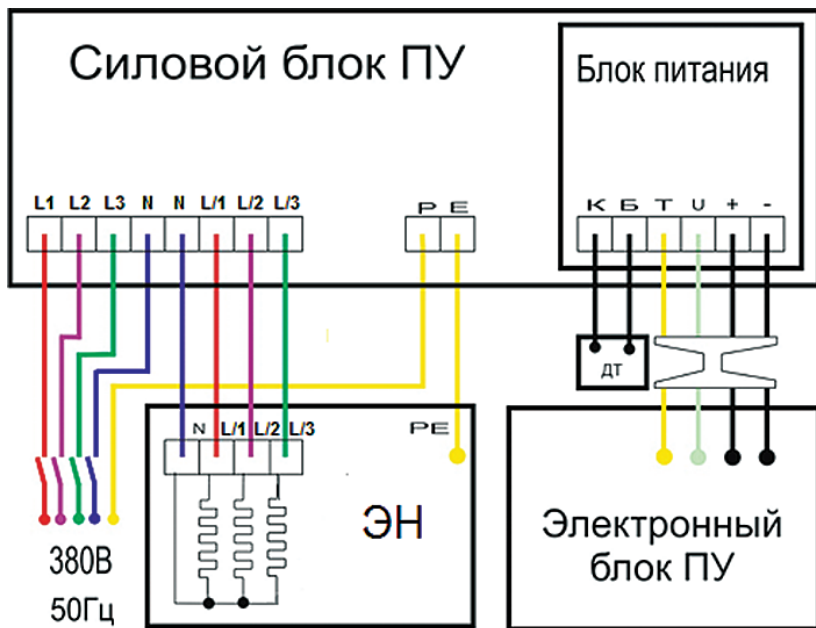 Силовой блок ПУ
Блок питания
L1 L2 L3 N N L/1 L/2 L/3
P E
К Б Т U + -
ДТ
N L/1 L/2 L/3
PE
ЭН
Электронный
блок ПУ
380В
50Гц